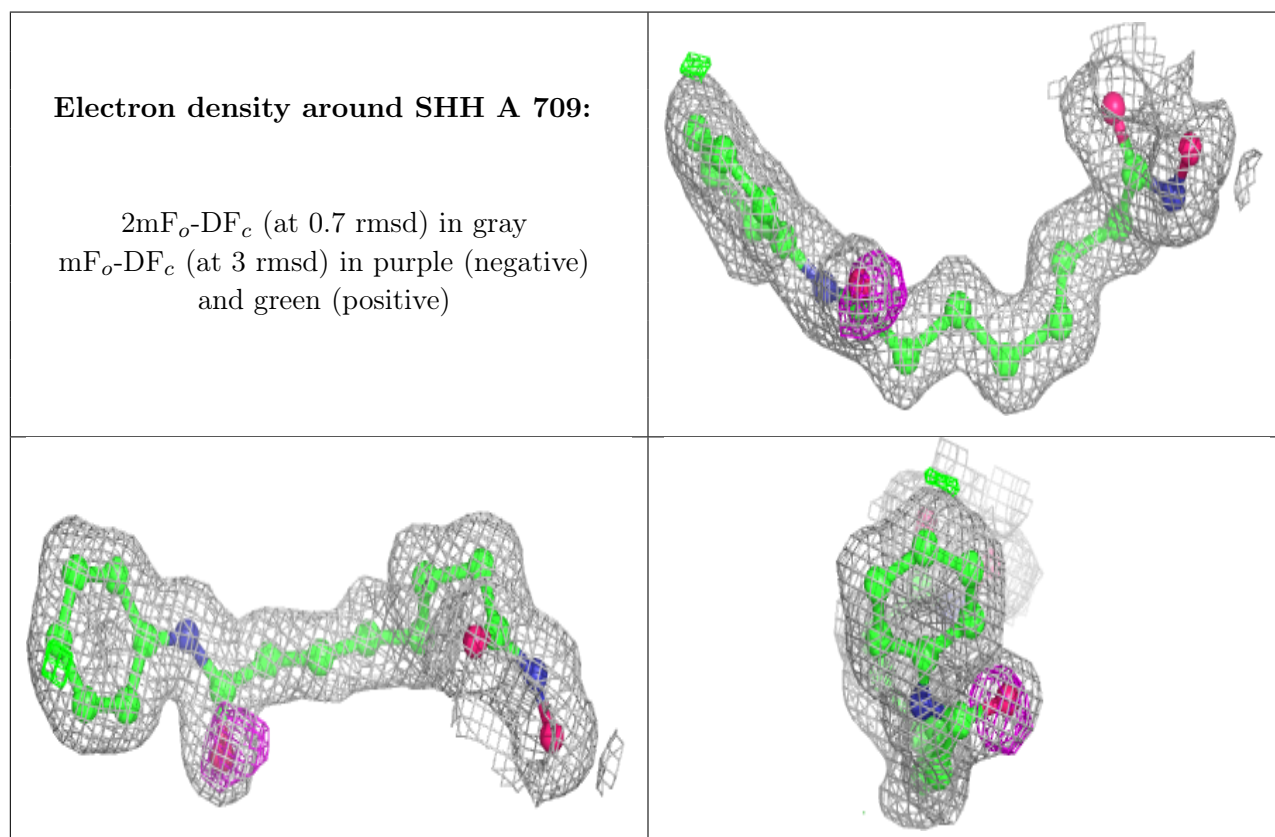 Electron density around SHH A 709:
2mFₒ-DF𝒸 (at 0.7 rmsd) in gray
mFₒ-DF𝒸 (at 3 rmsd) in purple (negative)
and green (positive)